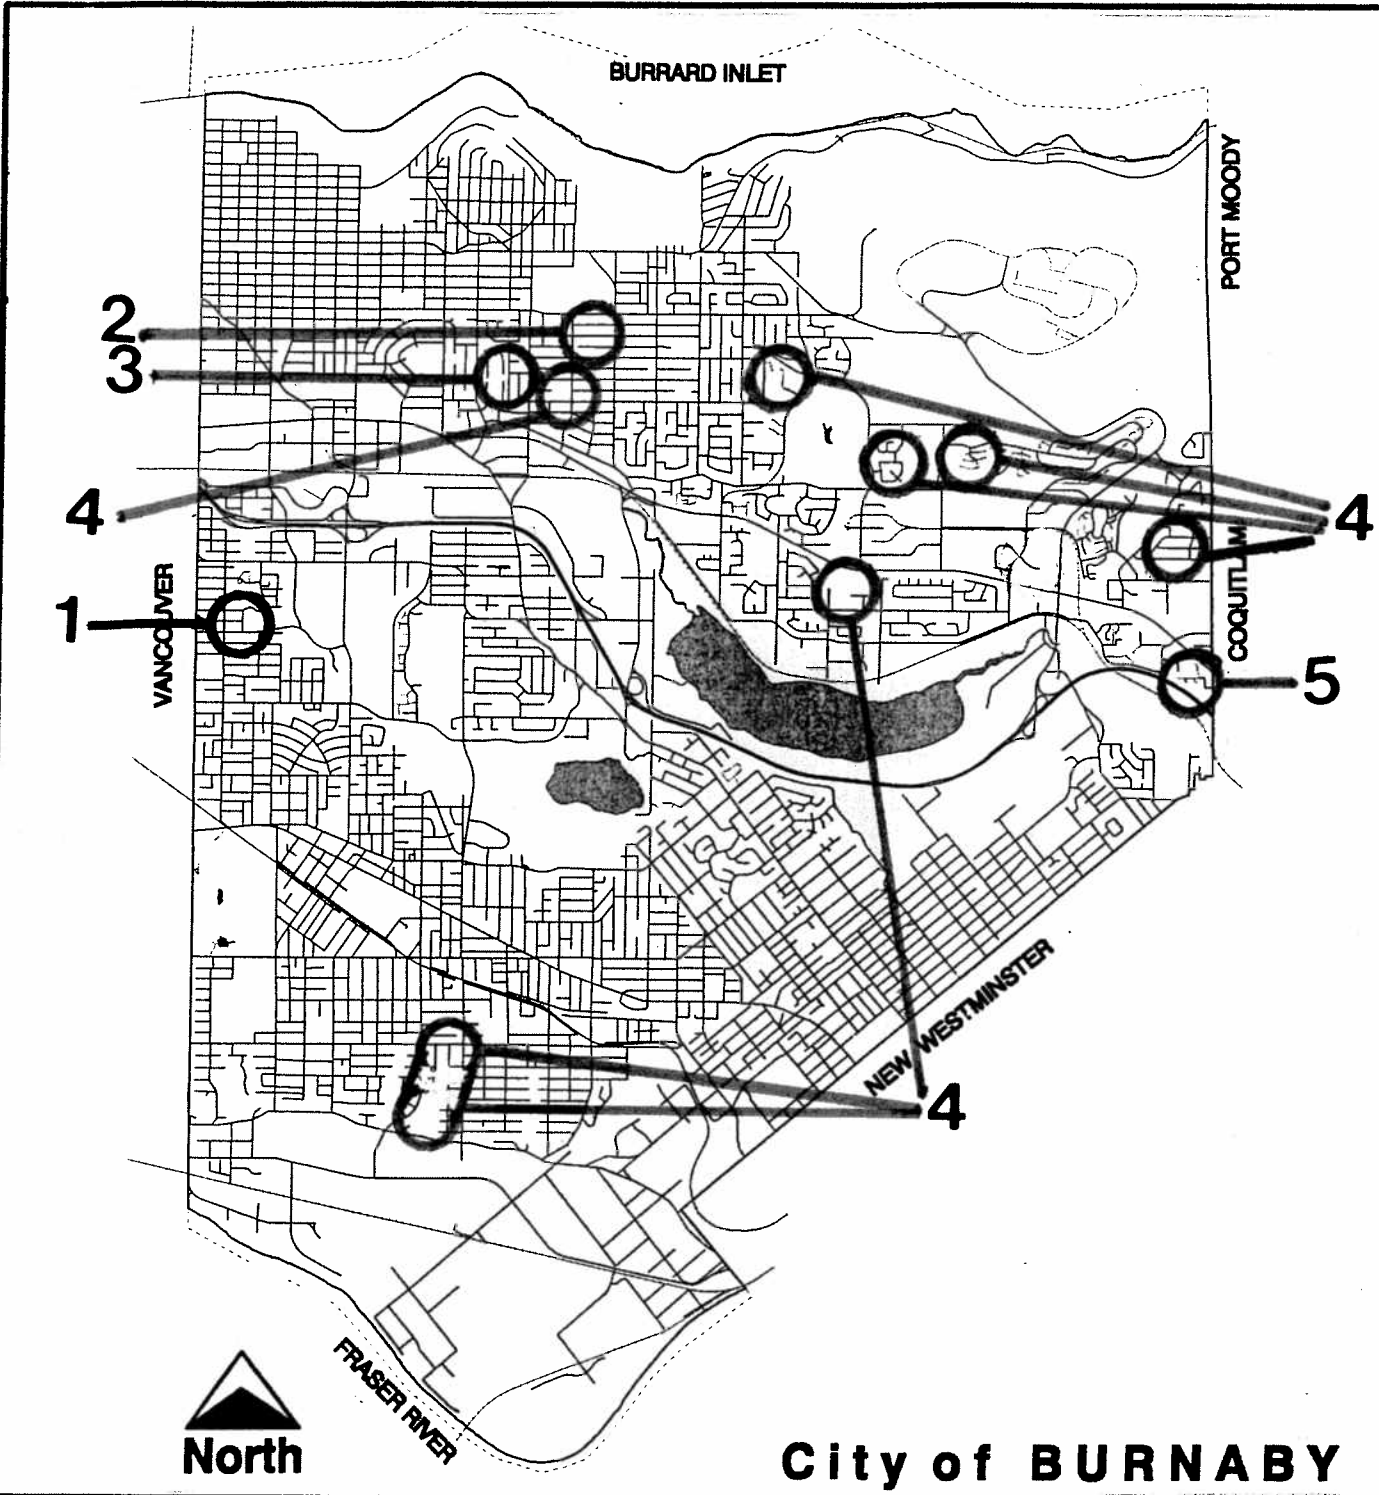 BURRARD INLET
PORT MOODY
2
3
4
4
VANCOUVER
1
COQUITLAM
5
NEW WESTMINSTER
4
FRASER RIVER
North
City of BURNABY